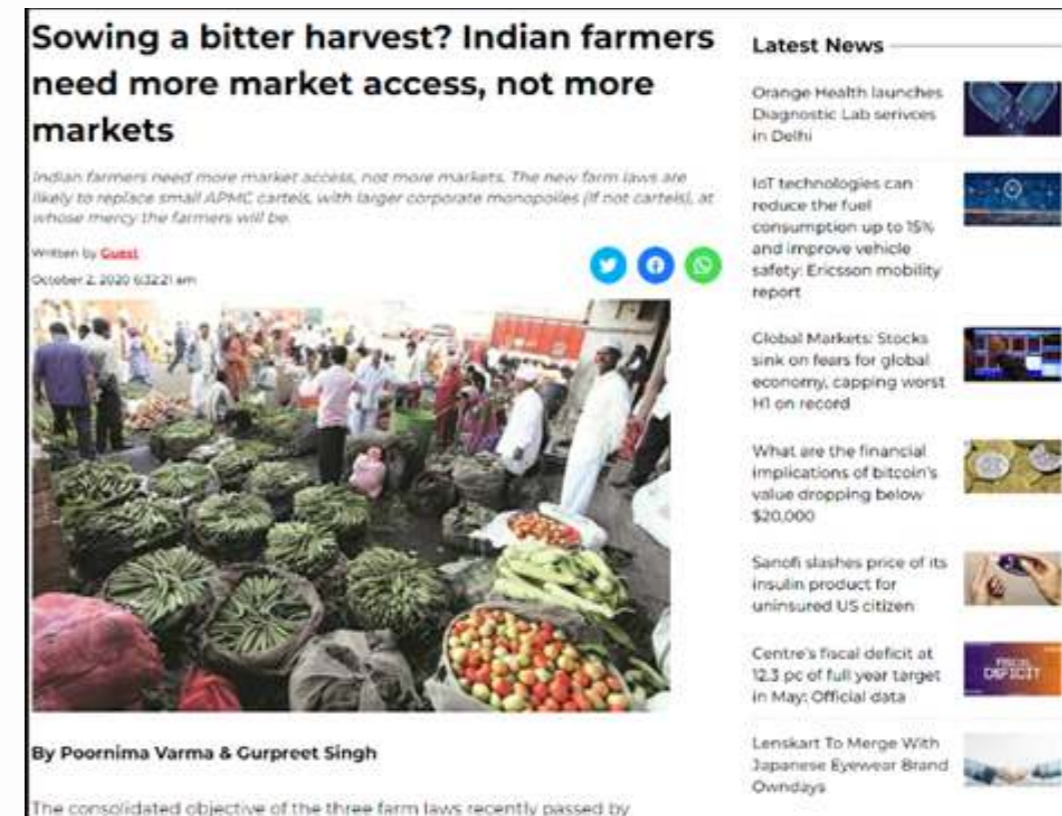 Sowing a bitter harvest? Indian farmers
need more market access, not more
markets
Indian farmers need more market access, not more markets. The new farm laws are
likely to replace small APMC cartels, with larger corporate monopolies (if not cartels), at
whose mercy the farmers will be.
Written by Guest
October 2, 2020 6:32:21 am
By Poornima Varma & Gurpreet Singh
The consolidated objective of the three farm laws recently passed by
Latest News
Orange Health launches
Diagnostic Lab serivces
in Delhi
IoT technologies can
reduce the fuel
consumption up to 15%
and improve vehicle
safety: Ericsson mobility
report
Global Markets: Stocks
sink on fears for global
economy, capping worst
H1 on record
What are the financial
implications of bitcoin's
value dropping below
$20,000
Sanofi slashes price of its
insulin product for
uninsured US citizen
Centre's fiscal deficit at
12.3 pc of full year target
in May: Official data
FISCAL
DEFICIT
Lenskart To Merge With
Japanese Eyewear Brand
Owndays